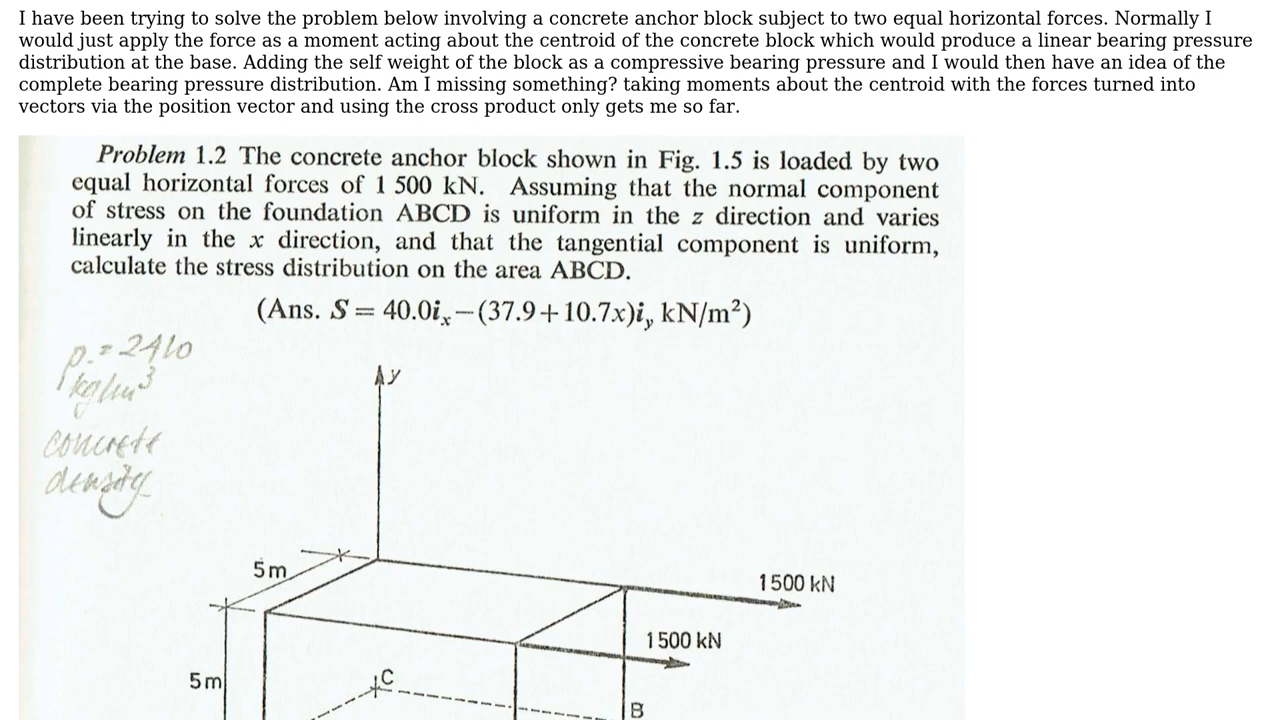 I have been trying to solve the problem below involving a concrete anchor block subject to two equal horizontal forces. Normally I
would just apply the force as a moment acting about the centroid of the concrete block which would produce a linear bearing pressure
distribution at the base. Adding the self weight of the block as a compressive bearing pressure and I would then have an idea of the
complete bearing pressure distribution. Am I missing something? taking moments about the centroid with the forces turned into
vectors via the position vector and using the cross product only gets me so far.
Problem 1.2 The concrete anchor block shown in Fig. 1.5 is loaded by two
equal horizontal forces of 1 500 kN. Assuming that the normal component
of stress on the foundation ABCD is uniform in the z direction and varies
linearly in the x direction, and that the tangential component is uniform,
calculate the stress distribution on the area ABCD.
(Ans. S = 40.0iₓ−(37.9+10.7x)iᵧ kN/m²)
ρ = 2410
kg/m³
concrete
density
y
5m
1500 kN
1500 kN
5m
C
B